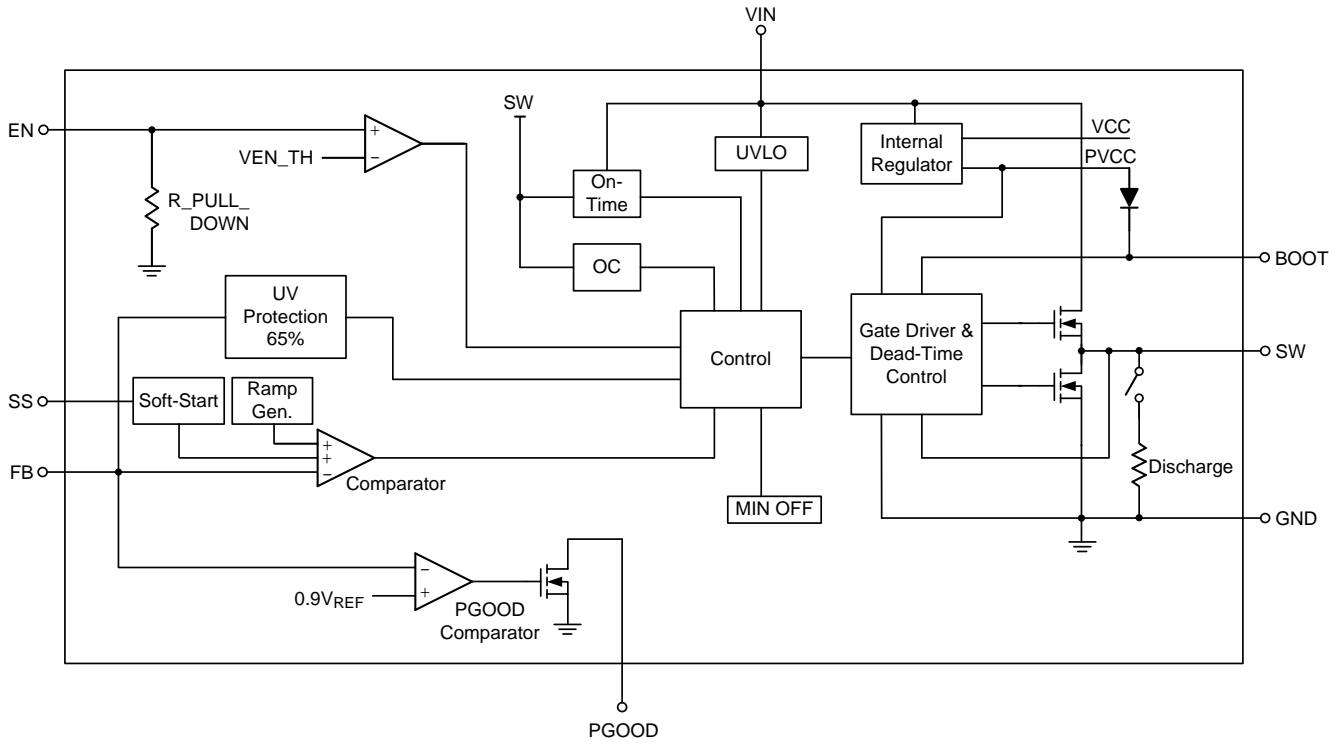 VIN
EN
VEN_TH
R_PULL_
DOWN
SW
On-
Time
OC
UVLO
Internal
Regulator
VCC
PVCC
BOOT
UV
Protection
65%
Control
Gate Driver &
Dead-Time
Control
SW
SS
Soft-Start
Ramp
Gen.
+
-
+
+
−
FB
Comparator
MIN OFF
Discharge
GND
−
+
0.9VREF
PGOOD
Comparator
PGOOD